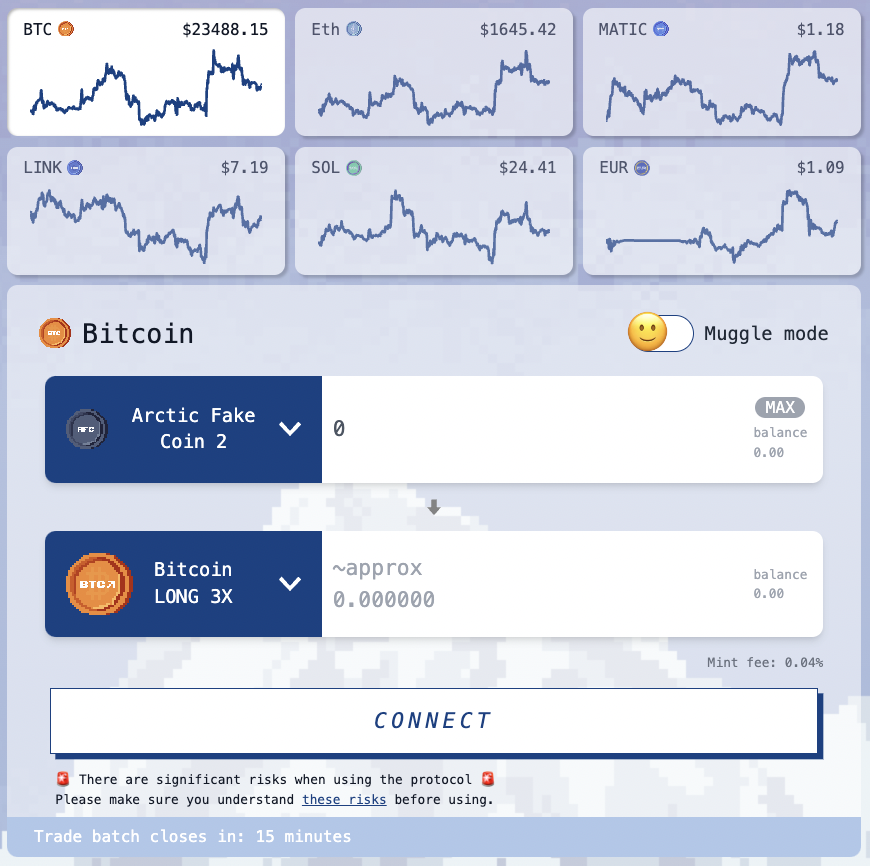 BTC $23488.15
Eth $1645.42
MATIC $1.18
LINK $7.19
SOL $24.41
EUR $1.09
BTC Bitcoin
Muggle mode
AFC
Arctic Fake
Coin 2
0
MAX
balance
0.00
BTC↗
Bitcoin
LONG 3X
~approx
0.000000
balance
0.00
Mint fee: 0.04%
CONNECT
🚨 There are significant risks when using the protocol 🚨
Please make sure you understand these risks before using.
Trade batch closes in: 15 minutes